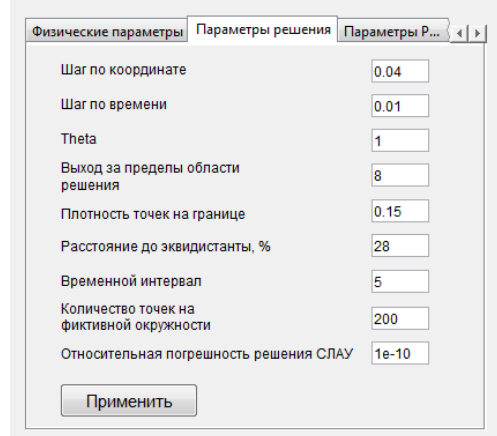 Физические параметры Параметры решения Параметры Р...
Шаг по координате 0.04
Шаг по времени 0.01
Theta 1
Выход за пределы области
решения 8
Плотность точек на границе 0.15
Расстояние до эквидистанты, % 28
Временной интервал 5
Количество точек на
фиктивной окружности 200
Относительная погрешность решения СЛАУ 1e-10
Применить